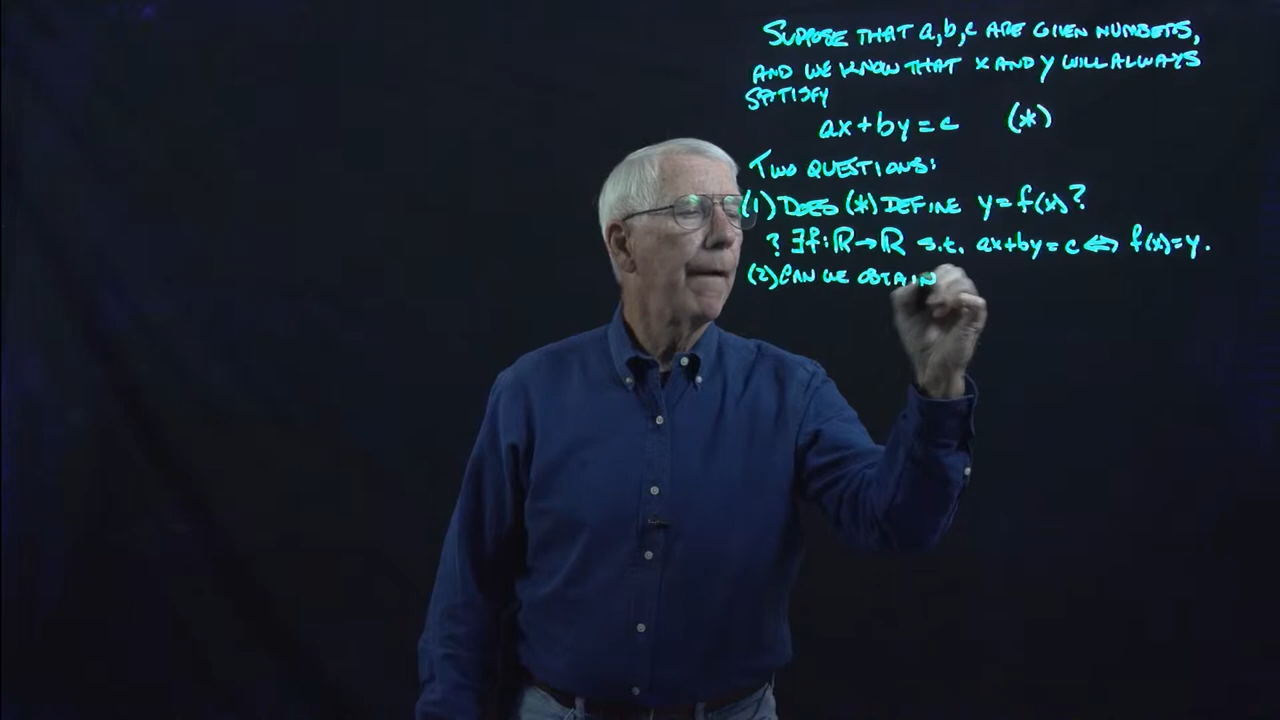 SUPPOSE THAT a,b,c ARE GIVEN NUMBERS,
AND WE KNOW THAT x AND y WILL ALWAYS
SATISFY
ax+by=c (*)
TWO QUESTIONS:
(1) DOES (*) DEFINE y=f(x)?
? ∃f:ℝ→ℝ s.t. ax+by=c⟺f(x)=y.
(2) CAN WE OBTAIN